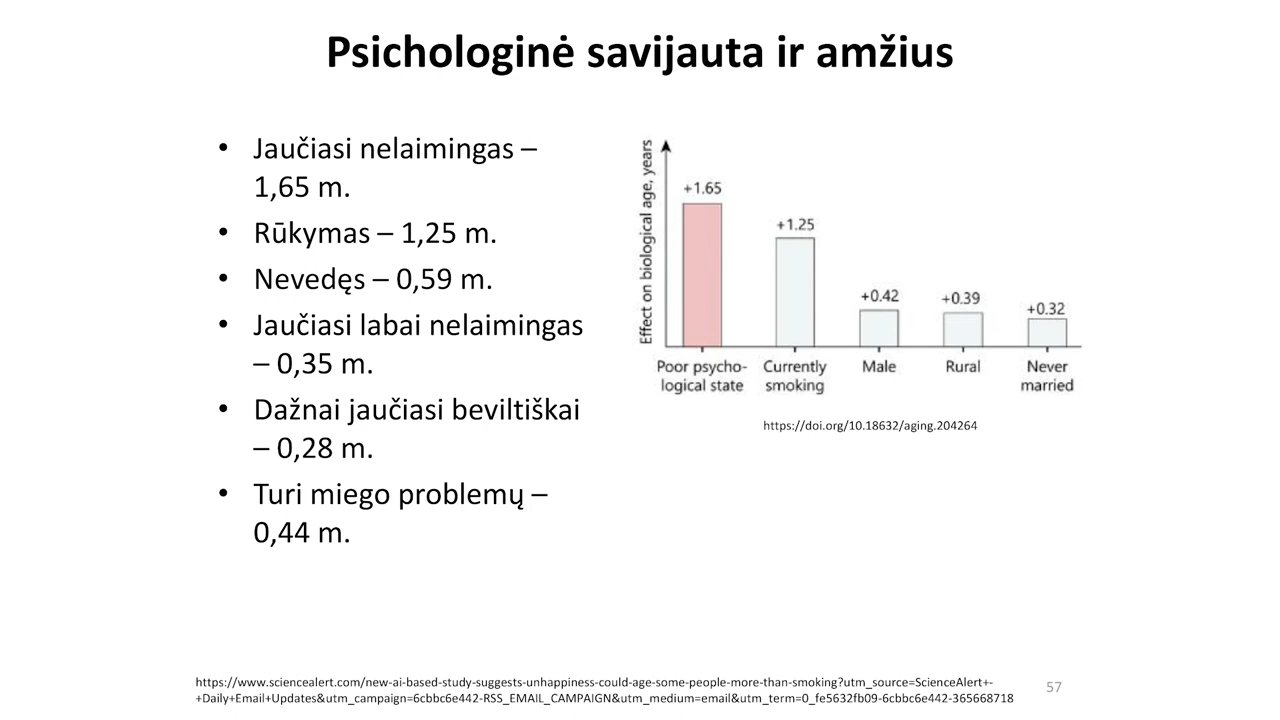 Psichologinė savijauta ir amžius
• Jaučiasi nelaimingas –
1,65 m.
• Rūkymas – 1,25 m.
• Nevedęs – 0,59 m.
• Jaučiasi labai nelaimingas
– 0,35 m.
• Dažnai jaučiasi beviltiškai
– 0,28 m.
• Turi miego problemų –
0,44 m.
Effect on biological age, years
+1.65
+1.25
+0.42
+0.39
+0.32
Poor psycho-
logical state
Currently
smoking
Male
Rural
Never
married
https://doi.org/10.18632/aging.204264
https://www.sciencealert.com/new-ai-based-study-suggests-unhappiness-could-age-some-people-more-than-smoking?utm_source=ScienceAlert+-
+Daily+Email+Updates&utm_campaign=6cbbc6e442-RSS_EMAIL_CAMPAIGN&utm_medium=email&utm_term=0_fe5632fb09-6cbbc6e442-365668718
57